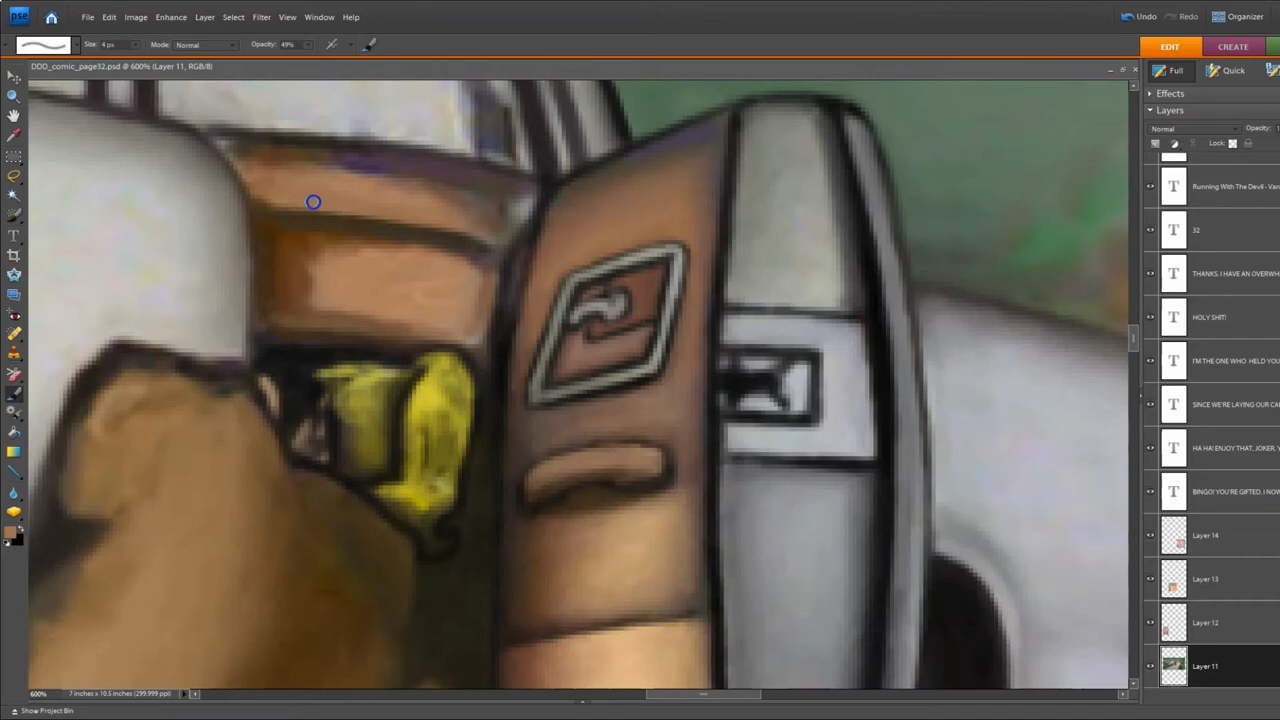 pse File Edit Image Enhance Layer Select Filter View Window Help Undo Redo Organizer
Size: 4 px Mode: Normal Opacity: 49% EDIT CREATE
DDD_comic_page32.psd @ 600% (Layer 11, RGB/8) Full Quick
Effects
Layers
Normal Opacity: 1
Lock:
Running With The Devil - Van
32
THANKS. I HAVE AN OVERWH
HOLY SHIT!
I'M THE ONE WHO HELD YOU
SINCE WE'RE LAYING OUR CA
HA HA! ENJOY THAT, JOKER, Y
BINGO! YOU'RE GIFTED. I NOW
Layer 14
Layer 13
Layer 12
Layer 11
600% 7 inches x 10.5 inches (299.999 ppi)
Show Project Bin